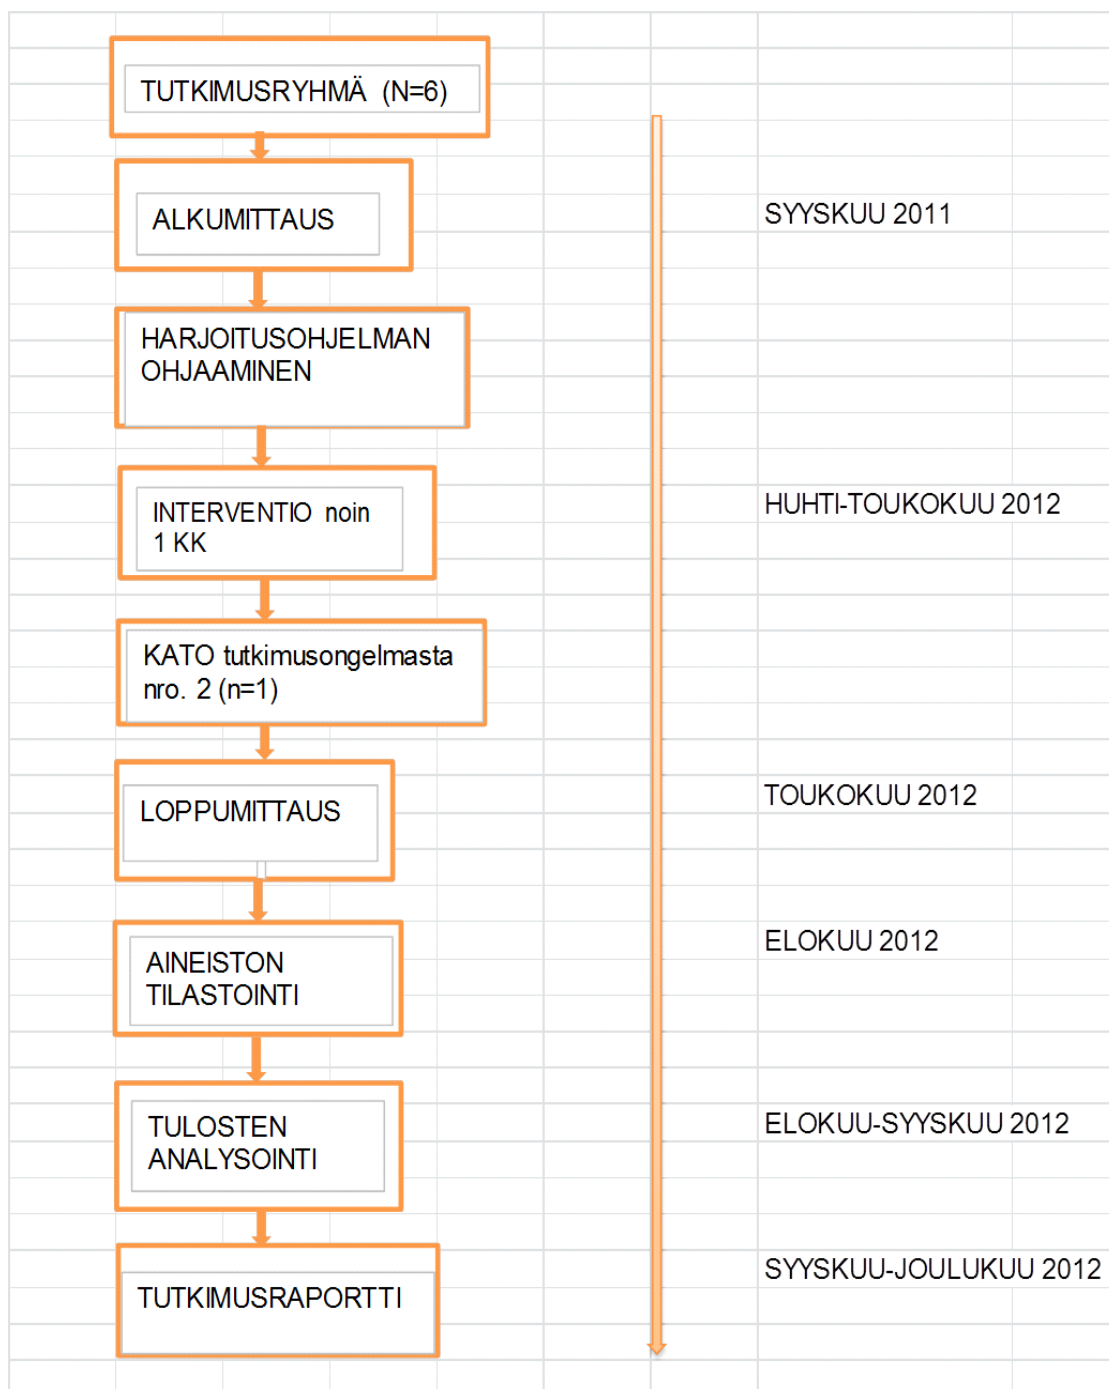 TUTKIMUSRYHMÄ (N=6)
ALKUMITTAUS
SYYSKUU 2011
HARJOITUSOHJELMAN
OHJAAMINEN
INTERVENTIO noin
1 KK
HUHTI-TOUKOKUU 2012
KATO tutkimusongelmasta
nro. 2 (n=1)
LOPPUMITTAUS
TOUKOKUU 2012
AINEISTON
TILASTOINTI
ELOKUU 2012
TULOSTEN
ANALYSOINTI
ELOKUU-SYYSKUU 2012
TUTKIMUSRAPORTTI
SYYSKUU-JOULUKUU 2012